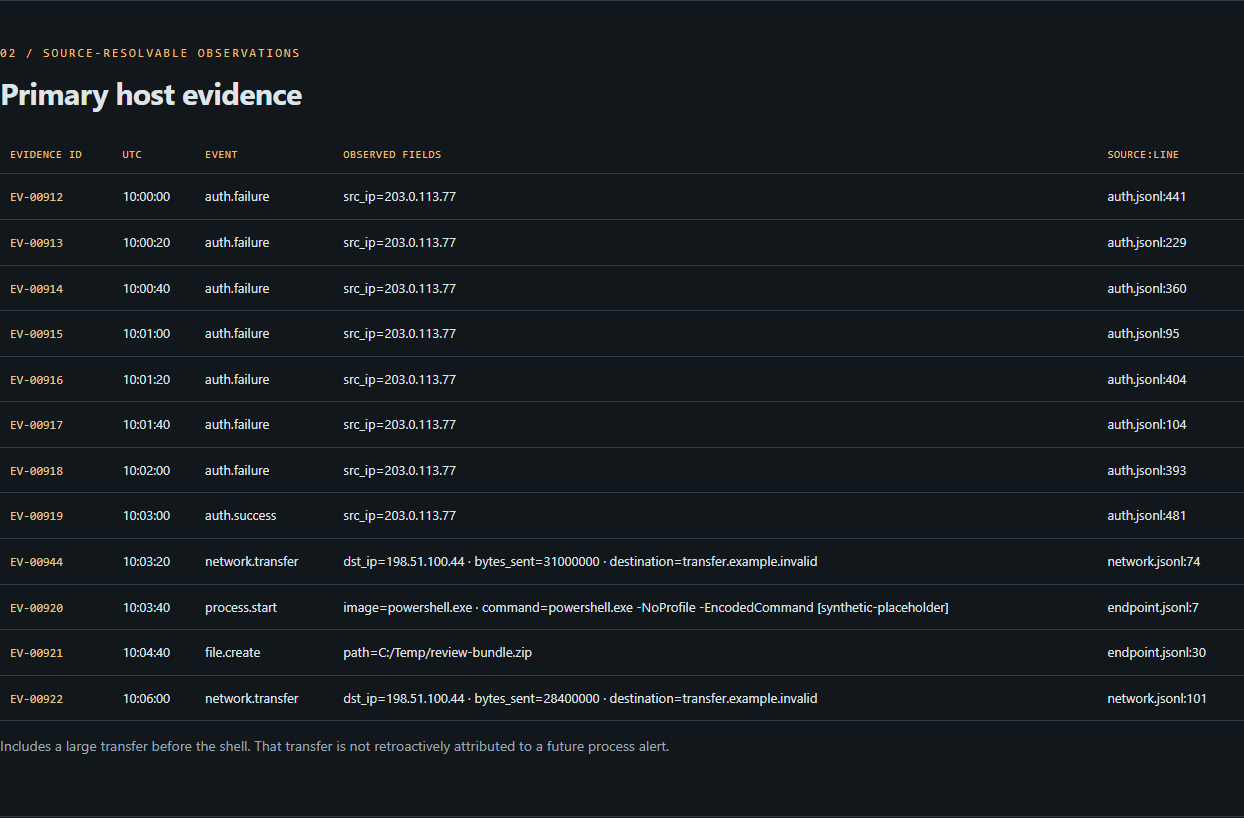 02 / SOURCE-RESOLVABLE OBSERVATIONS
Primary host evidence
EVIDENCE ID UTC EVENT OBSERVED FIELDS SOURCE:LINE
EV-00912 10:00:00 auth.failure src_ip=203.0.113.77 auth.jsonl:441
EV-00913 10:00:20 auth.failure src_ip=203.0.113.77 auth.jsonl:229
EV-00914 10:00:40 auth.failure src_ip=203.0.113.77 auth.jsonl:360
EV-00915 10:01:00 auth.failure src_ip=203.0.113.77 auth.jsonl:95
EV-00916 10:01:20 auth.failure src_ip=203.0.113.77 auth.jsonl:404
EV-00917 10:01:40 auth.failure src_ip=203.0.113.77 auth.jsonl:104
EV-00918 10:02:00 auth.failure src_ip=203.0.113.77 auth.jsonl:393
EV-00919 10:03:00 auth.success src_ip=203.0.113.77 auth.jsonl:481
EV-00944 10:03:20 network.transfer dst_ip=198.51.100.44 · bytes_sent=31000000 · destination=transfer.example.invalid network.jsonl:74
EV-00920 10:03:40 process.start image=powershell.exe · command=powershell.exe -NoProfile -EncodedCommand [synthetic-placeholder] endpoint.jsonl:7
EV-00921 10:04:40 file.create path=C:/Temp/review-bundle.zip endpoint.jsonl:30
EV-00922 10:06:00 network.transfer dst_ip=198.51.100.44 · bytes_sent=28400000 · destination=transfer.example.invalid network.jsonl:101
Includes a large transfer before the shell. That transfer is not retroactively attributed to a future process alert.